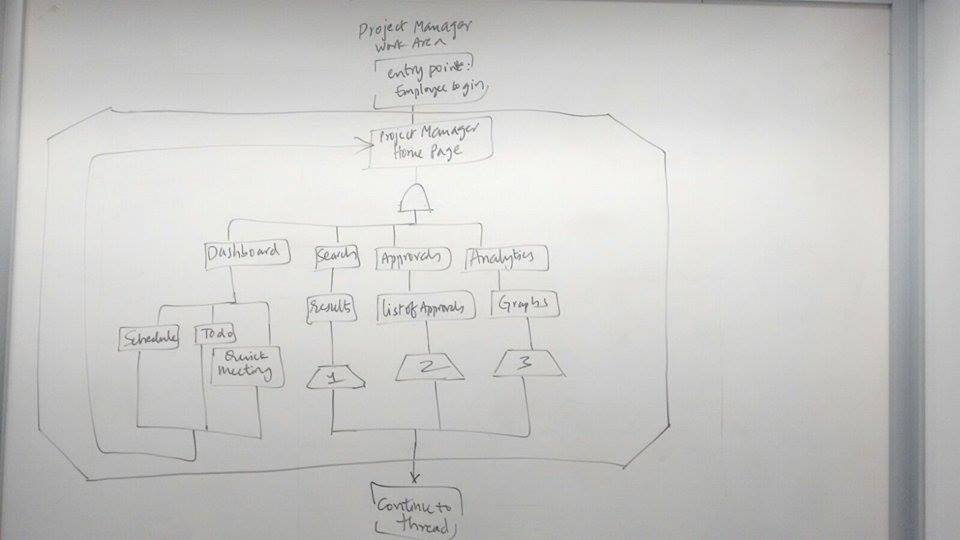 Project Manager
Work Area
entry point:
Employee Login
Project Manager
Home Page
Dashboard
Search
Approvals
Analytics
Results
List of Approvals
Graphs
Schedule
Todo
Quick
Meeting
1
2
3
Continue to
thread